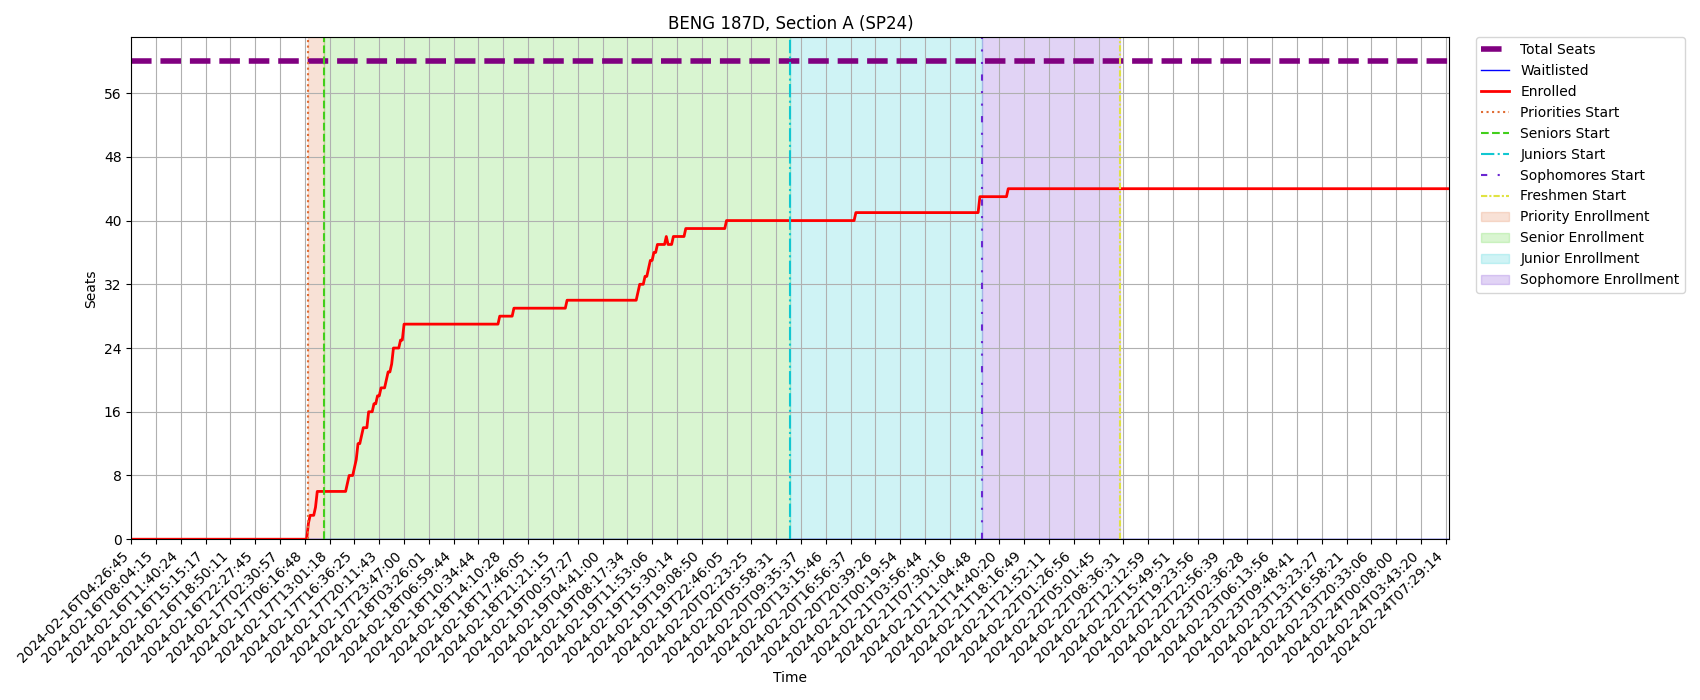 BENG 187D, Section A (SP24)
Seats
56
48
40
32
24
16
8
0
2024-02-16T04:26:45
2024-02-16T08:04:15
2024-02-16T11:40:24
2024-02-16T15:15:17
2024-02-16T18:50:11
2024-02-16T22:27:45
2024-02-17T02:30:57
2024-02-17T06:16:48
2024-02-17T13:01:18
2024-02-17T16:36:25
2024-02-17T20:11:43
2024-02-17T23:47:00
2024-02-18T03:26:01
2024-02-18T06:59:44
2024-02-18T10:34:44
2024-02-18T14:10:28
2024-02-18T17:46:05
2024-02-18T21:21:15
2024-02-19T00:57:27
2024-02-19T04:41:00
2024-02-19T08:17:34
2024-02-19T11:53:06
2024-02-19T15:30:14
2024-02-19T19:08:50
2024-02-19T22:46:05
2024-02-20T02:23:25
2024-02-20T05:58:31
2024-02-20T09:35:37
2024-02-20T13:15:46
2024-02-20T16:56:37
2024-02-20T20:39:26
2024-02-21T00:19:54
2024-02-21T03:56:44
2024-02-21T07:30:16
2024-02-21T11:04:48
2024-02-21T14:40:20
2024-02-21T18:16:49
2024-02-21T21:52:11
2024-02-22T01:26:56
2024-02-22T05:01:45
2024-02-22T08:36:31
2024-02-22T12:12:59
2024-02-22T15:49:51
2024-02-22T19:23:56
2024-02-22T22:56:39
2024-02-23T02:36:28
2024-02-23T06:13:56
2024-02-23T09:48:41
2024-02-23T13:23:27
2024-02-23T16:58:21
2024-02-23T20:33:06
2024-02-24T00:08:00
2024-02-24T03:43:20
2024-02-24T07:29:14
Time
Total Seats
Waitlisted
Enrolled
Priorities Start
Seniors Start
Juniors Start
Sophomores Start
Freshmen Start
Priority Enrollment
Senior Enrollment
Junior Enrollment
Sophomore Enrollment